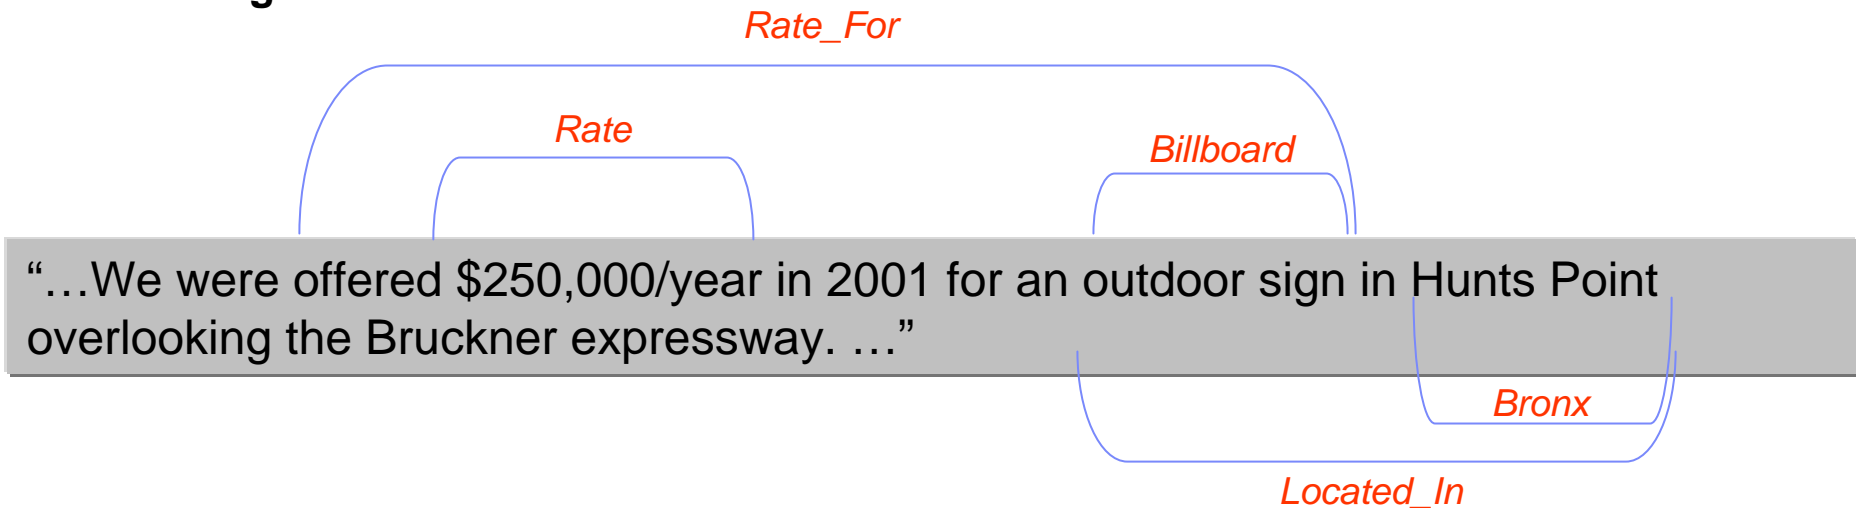 Rate_For
Rate
Billboard
“…We were offered $250,000/year in 2001 for an outdoor sign in Hunts Point
overlooking the Bruckner expressway. …”
Bronx
Located_In